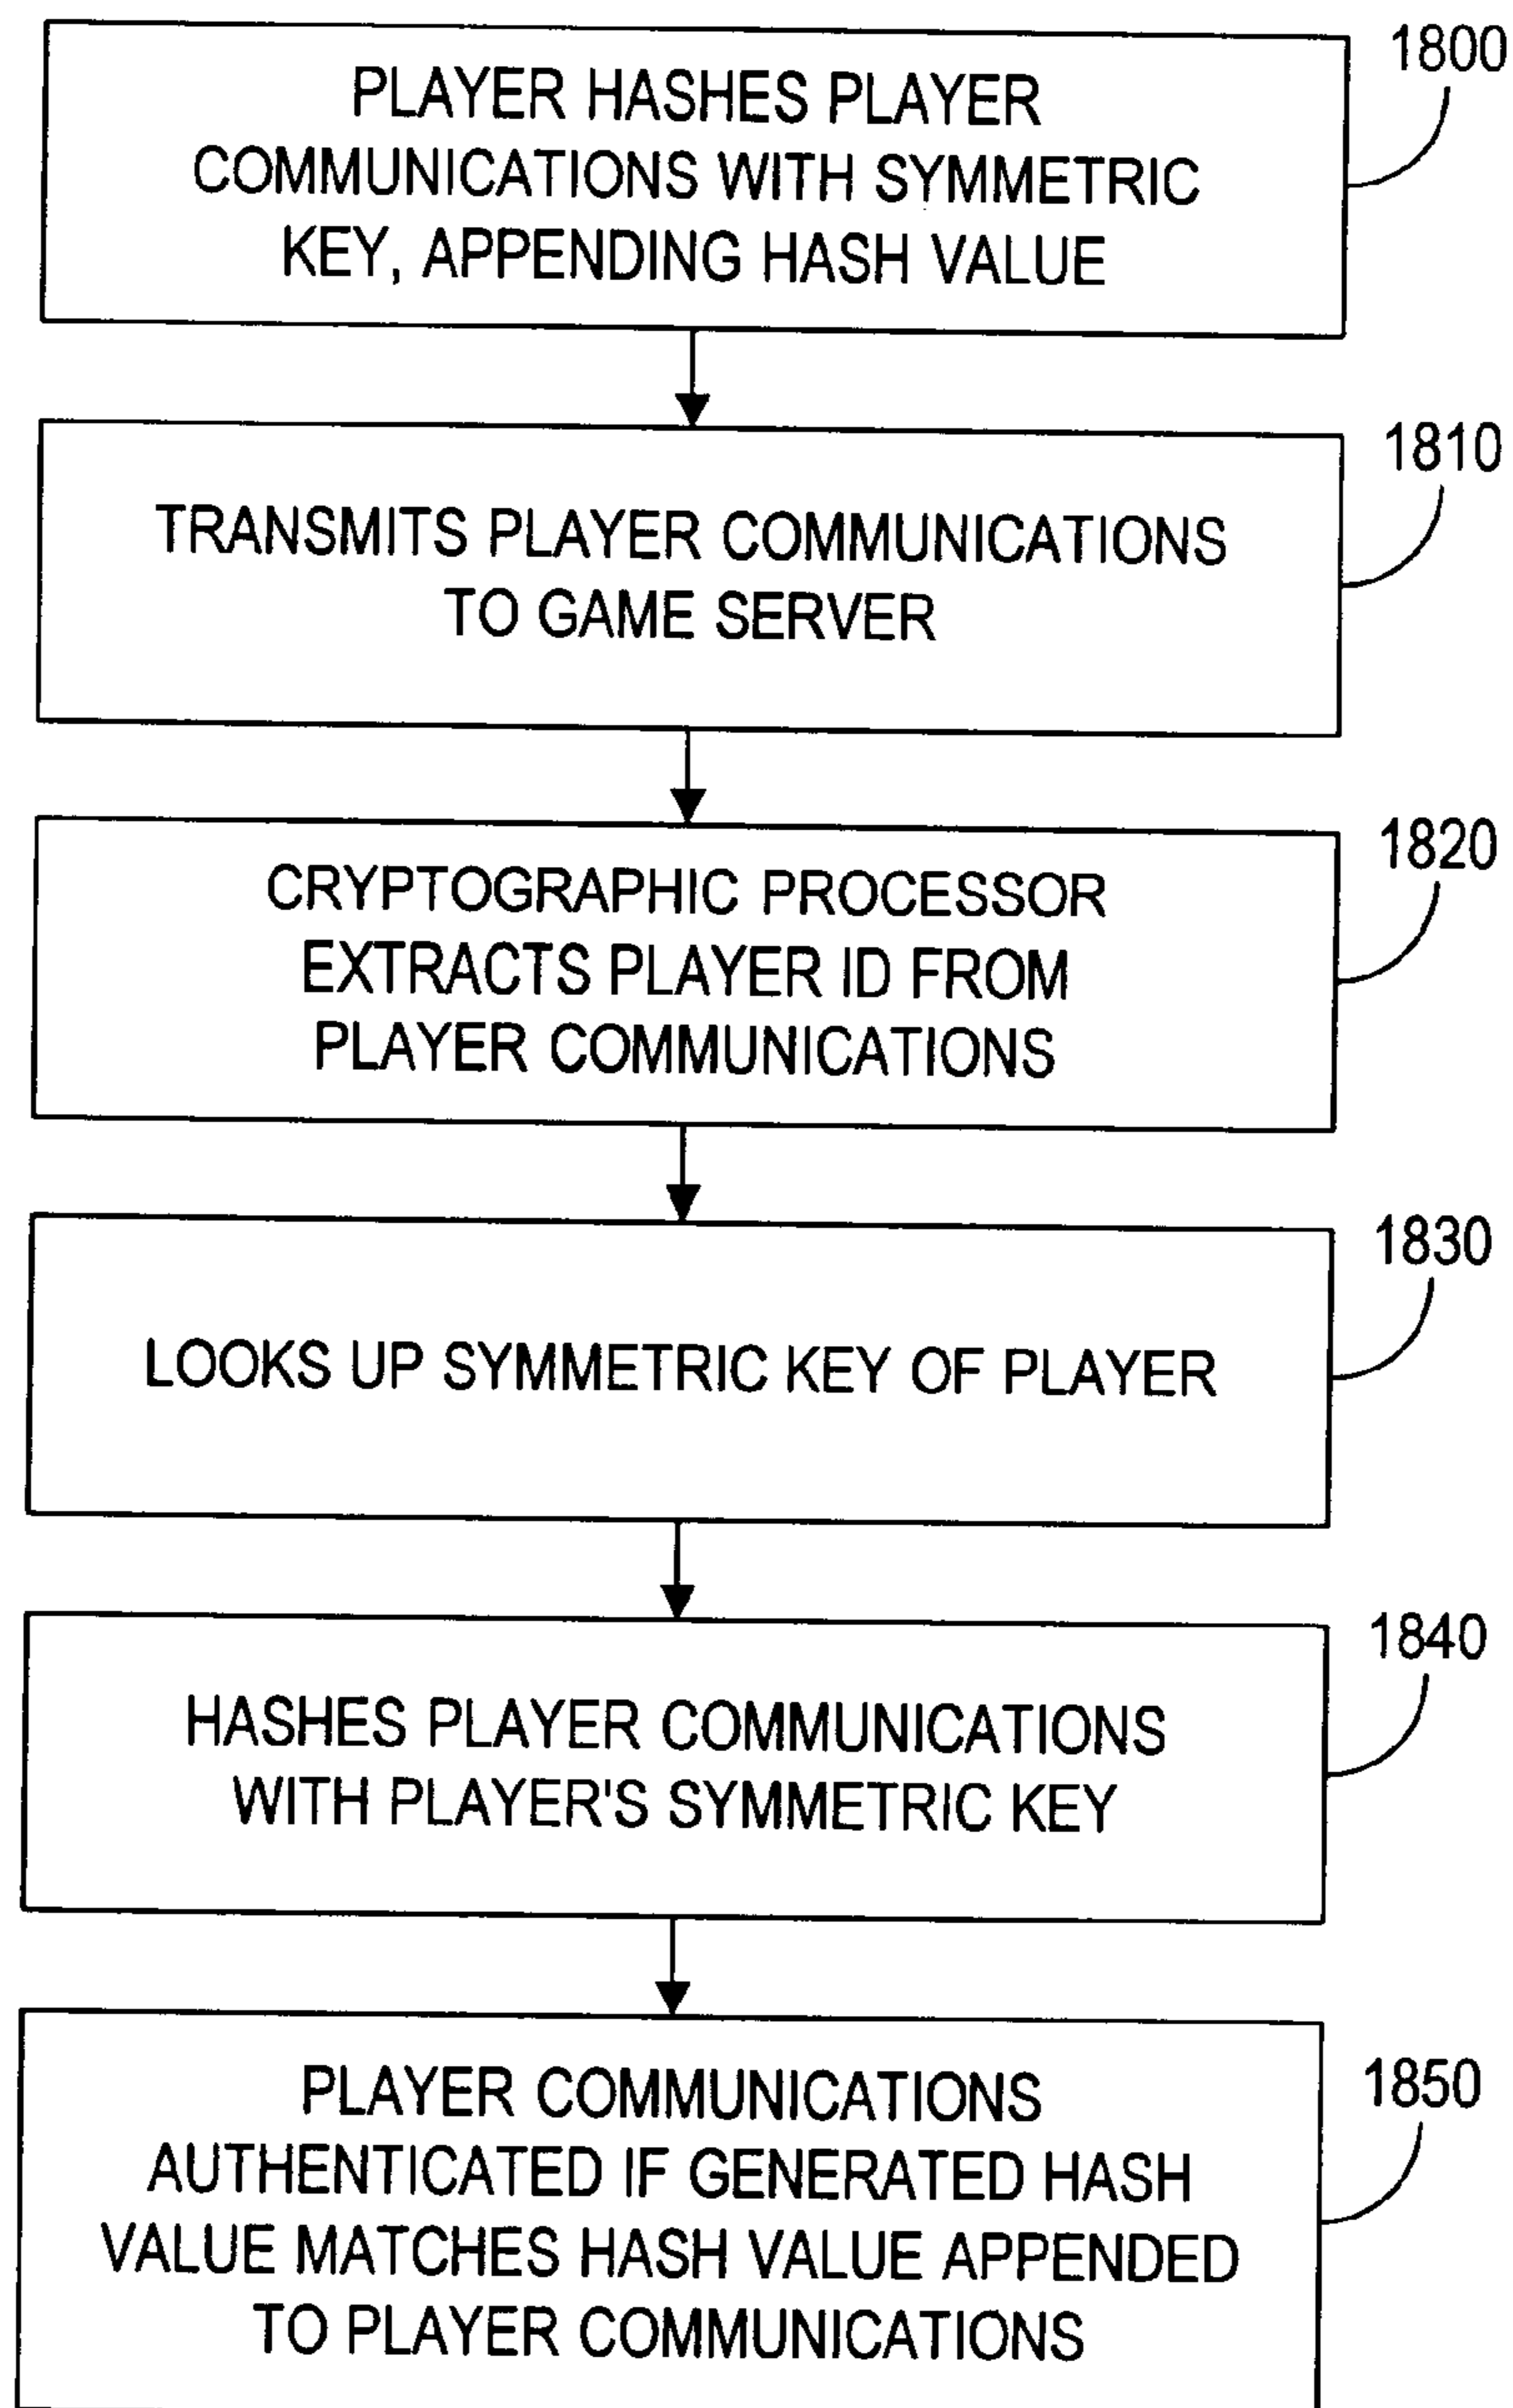 1800
PLAYER HASHES PLAYER
COMMUNICATIONS WITH SYMMETRIC
KEY, APPENDING HASH VALUE
1810
TRANSMITS PLAYER COMMUNICATIONS
TO GAME SERVER
1820
CRYPTOGRAPHIC PROCESSOR
EXTRACTS PLAYER ID FROM
PLAYER COMMUNICATIONS
1830
LOOKS UP SYMMETRIC KEY OF PLAYER
1840
HASHES PLAYER COMMUNICATIONS
WITH PLAYER'S SYMMETRIC KEY
1850
PLAYER COMMUNICATIONS
AUTHENTICATED IF GENERATED HASH
VALUE MATCHES HASH VALUE APPENDED
TO PLAYER COMMUNICATIONS